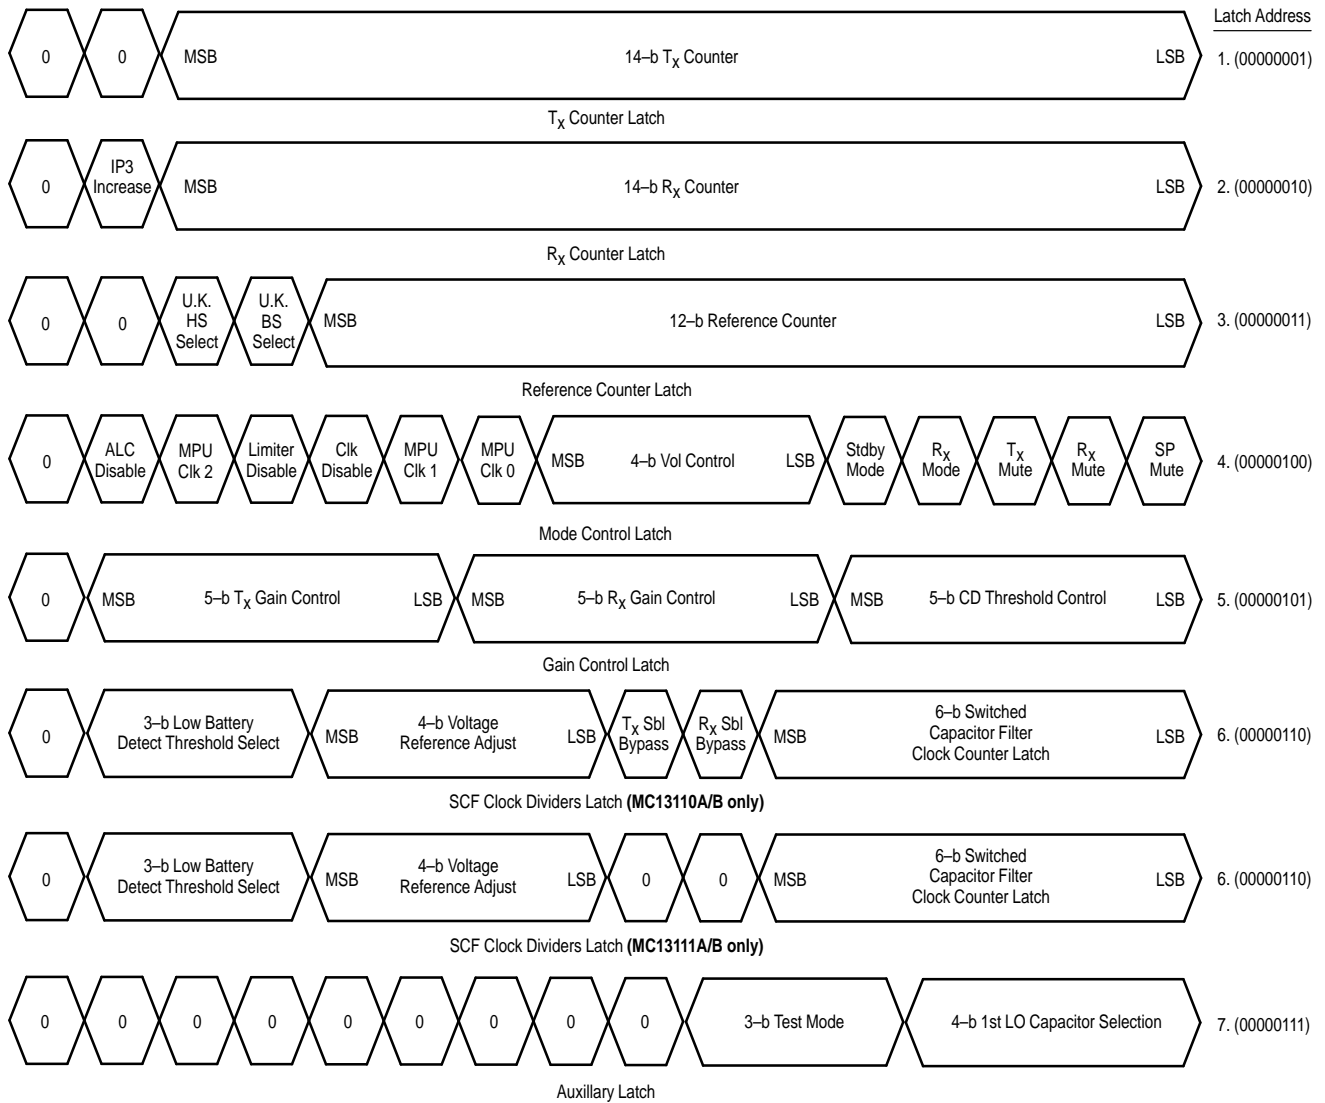 Latch Address
0 0 MSB 14–b TX Counter LSB 1. (00000001)
TX Counter Latch
0 IP3 Increase MSB 14–b RX Counter LSB 2. (00000010)
RX Counter Latch
0 0 U.K. HS Select U.K. BS Select MSB 12–b Reference Counter LSB 3. (00000011)
Reference Counter Latch
0 ALC Disable MPU Clk 2 Limiter Disable Clk Disable MPU Clk 1 MPU Clk 0 MSB 4–b Vol Control LSB Stdby Mode RX Mode TX Mute RX Mute SP Mute 4. (00000100)
Mode Control Latch
0 MSB 5–b TX Gain Control LSB MSB 5–b RX Gain Control LSB MSB 5–b CD Threshold Control LSB 5. (00000101)
Gain Control Latch
0 3–b Low Battery Detect Threshold Select MSB 4–b Voltage Reference Adjust LSB TX Sbl Bypass RX Sbl Bypass MSB 6–b Switched Capacitor Filter Clock Counter Latch LSB 6. (00000110)
SCF Clock Dividers Latch (MC13110A/B only)
0 3–b Low Battery Detect Threshold Select MSB 4–b Voltage Reference Adjust LSB 0 0 MSB 6–b Switched Capacitor Filter Clock Counter Latch LSB 6. (00000110)
SCF Clock Dividers Latch (MC13111A/B only)
0 0 0 0 0 0 0 0 0 3–b Test Mode 4–b 1st LO Capacitor Selection 7. (00000111)
Auxillary Latch